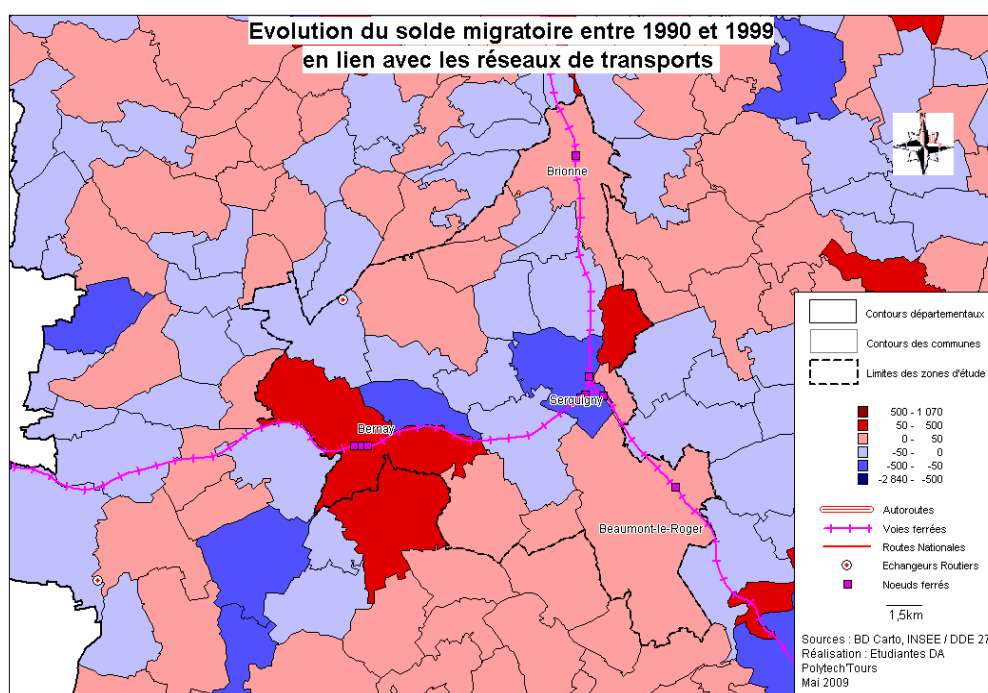 Evolution du solde migratoire entre 1990 et 1999
en lien avec les réseaux de transports
N
Brionne
Serquigny
Bernay
Beaumont-le-Roger
Contours départementaux
Contours des communes
Limites des zones d'étude
500 - 1 070
50 - 500
0 - 50
-50 - 0
-500 - -50
-2 840 - -500
Autoroutes
Voies ferrées
Routes Nationales
Echangeurs Routiers
Noeuds ferrés
1,5km
Sources : BD Carto, INSEE / DDE 27
Réalisation : Etudiantes DA
Polytech'Tours
Mai 2009